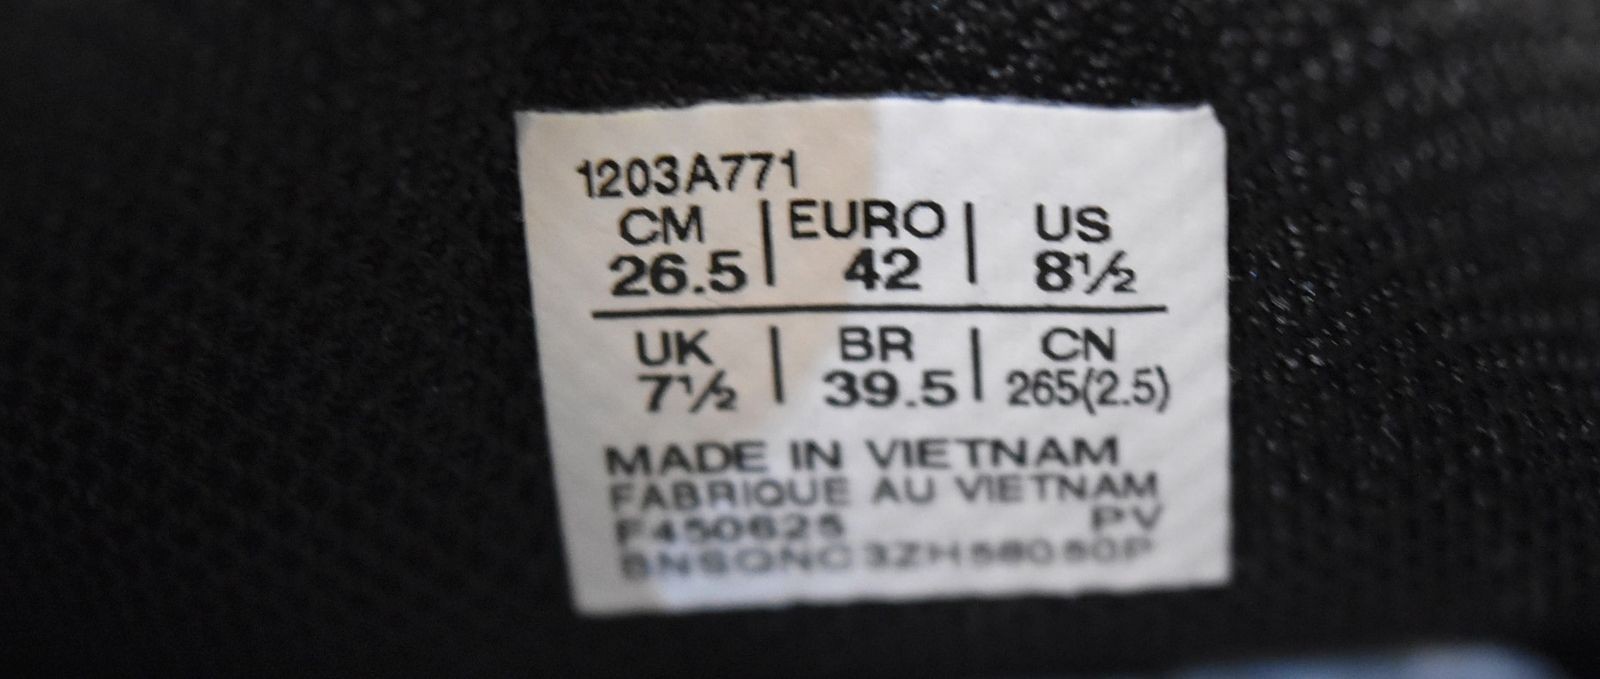 1203A771
CM | EURO | US
26.5 | 42 | 8½
UK | BR | CN
7½ | 39.5 | 265(2.5)
MADE IN VIETNAM
FABRIQUE AU VIETNAM
F450625 PV